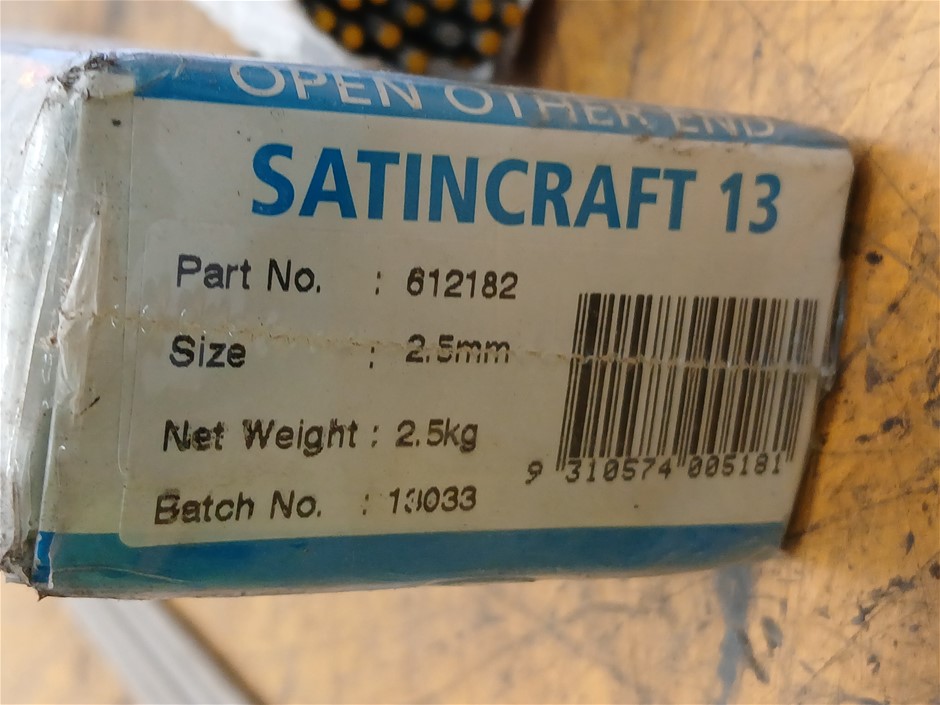 OPEN OTHER END
SATINCRAFT 13
Part No. : 612182
Size : 2.5mm
Net Weight : 2.5kg
Batch No. : 13033
9 310574 005181